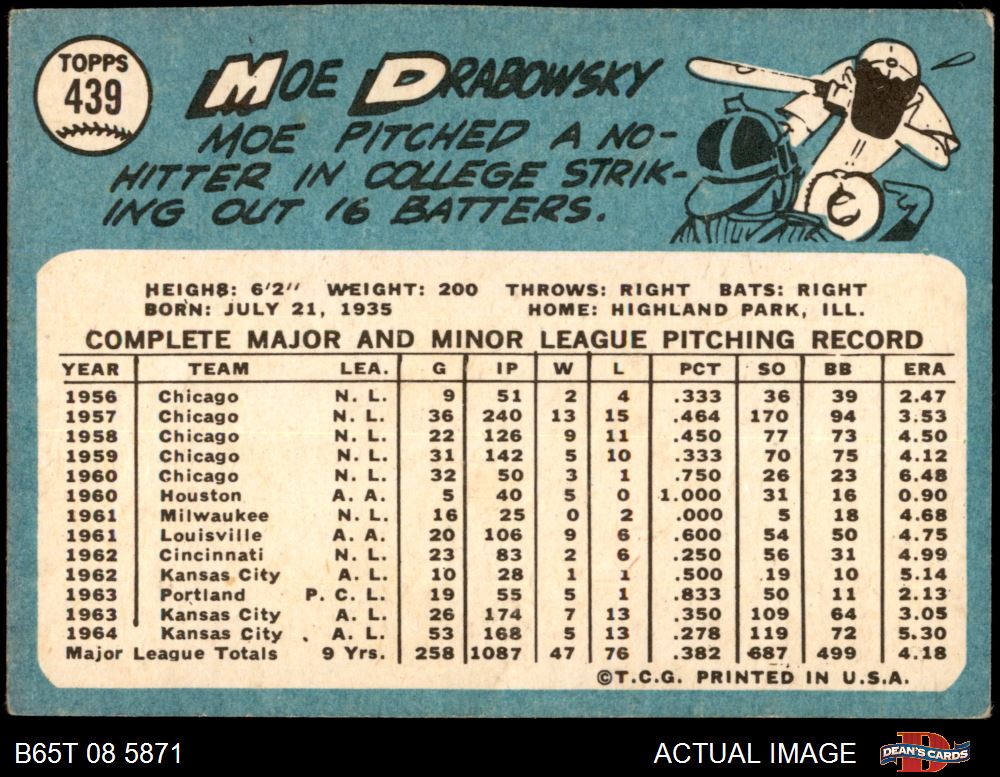 TOPPS
439
MOE DRABOWSKY
MOE PITCHED A NO-
HITTER IN COLLEGE STRIK-
ING OUT 16 BATTERS.
C
HEIGH8: 6'2" WEIGHT: 200 THROWS: RIGHT BATS: RIGHT
BORN: JULY 21, 1935 HOME: HIGHLAND PARK, ILL.
COMPLETE MAJOR AND MINOR LEAGUE PITCHING RECORD
YEAR TEAM LEA. G IP W L PCT SO BB ERA
1956 Chicago N. L. 9 51 2 4 .333 36 39 2.47
1957 Chicago N. L. 36 240 13 15 .464 170 94 3.53
1958 Chicago N. L. 22 126 9 11 .450 77 73 4.50
1959 Chicago N. L. 31 142 5 10 .333 70 75 4.12
1960 Chicago N. L. 32 50 3 1 .750 26 23 6.48
1960 Houston A. A. 5 40 5 0 1.000 31 16 0.90
1961 Milwaukee N. L. 16 25 0 2 .000 5 18 4.68
1961 Louisville A. A. 20 106 9 6 .600 54 50 4.75
1962 Cincinnati N. L. 23 83 2 6 .250 56 31 4.99
1962 Kansas City A. L. 10 28 1 1 .500 19 10 5.14
1963 Portland P. C. L. 19 55 5 1 .833 50 11 2.13
1963 Kansas City A. L. 26 174 7 13 .350 109 64 3.05
1964 Kansas City A. L. 53 168 5 13 .278 119 72 5.30
Major League Totals 9 Yrs. 258 1087 47 76 .382 687 499 4.18
©T.C.G. PRINTED IN U.S.A.
B65T 08 5871 ACTUAL IMAGE DEAN'S CARDS